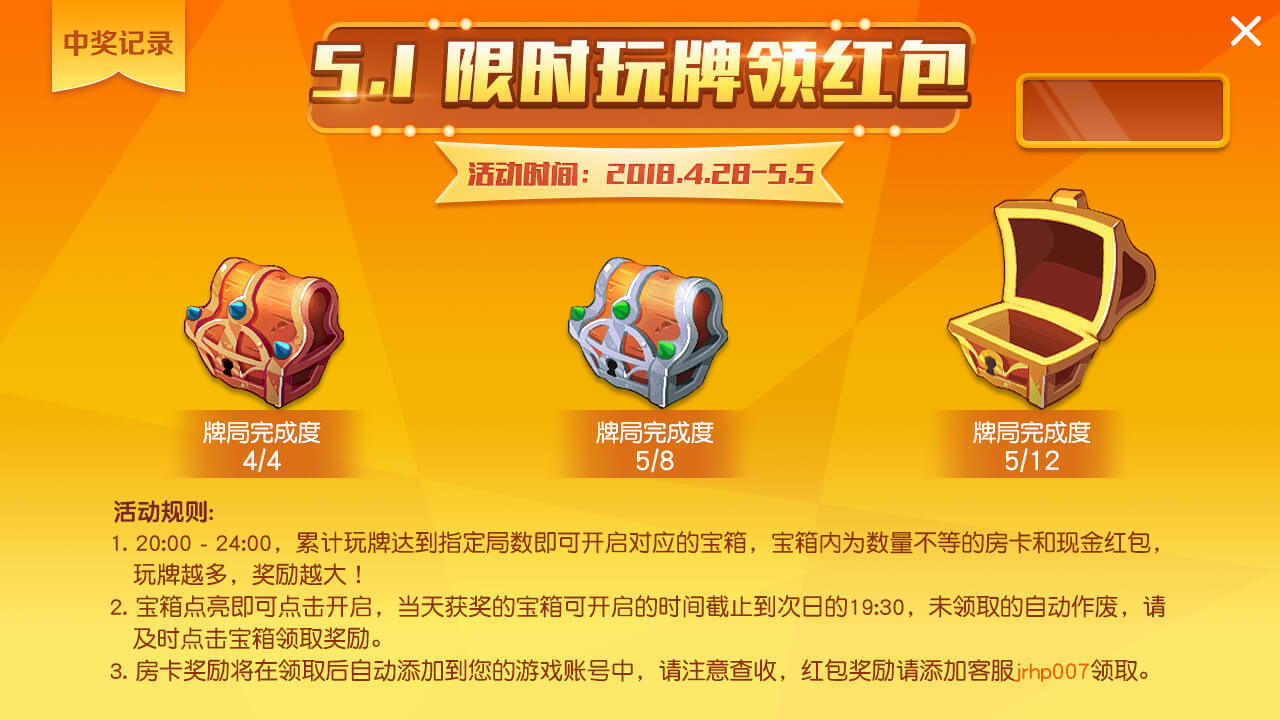 中奖记录
5.1 限时玩牌领红包
活动时间：2018.4.28-5.5
牌局完成度
4/4
牌局完成度
5/8
牌局完成度
5/12
活动规则:
1. 20:00 - 24:00，累计玩牌达到指定局数即可开启对应的宝箱，宝箱内为数量不等的房卡和现金红包，
玩牌越多，奖励越大！
2. 宝箱点亮即可点击开启，当天获奖的宝箱可开启的时间截止到次日的19:30，未领取的自动作废，请
及时点击宝箱领取奖励。
3. 房卡奖励将在领取后自动添加到您的游戏账号中，请注意查收，红包奖励请添加客服jrhp007领取。